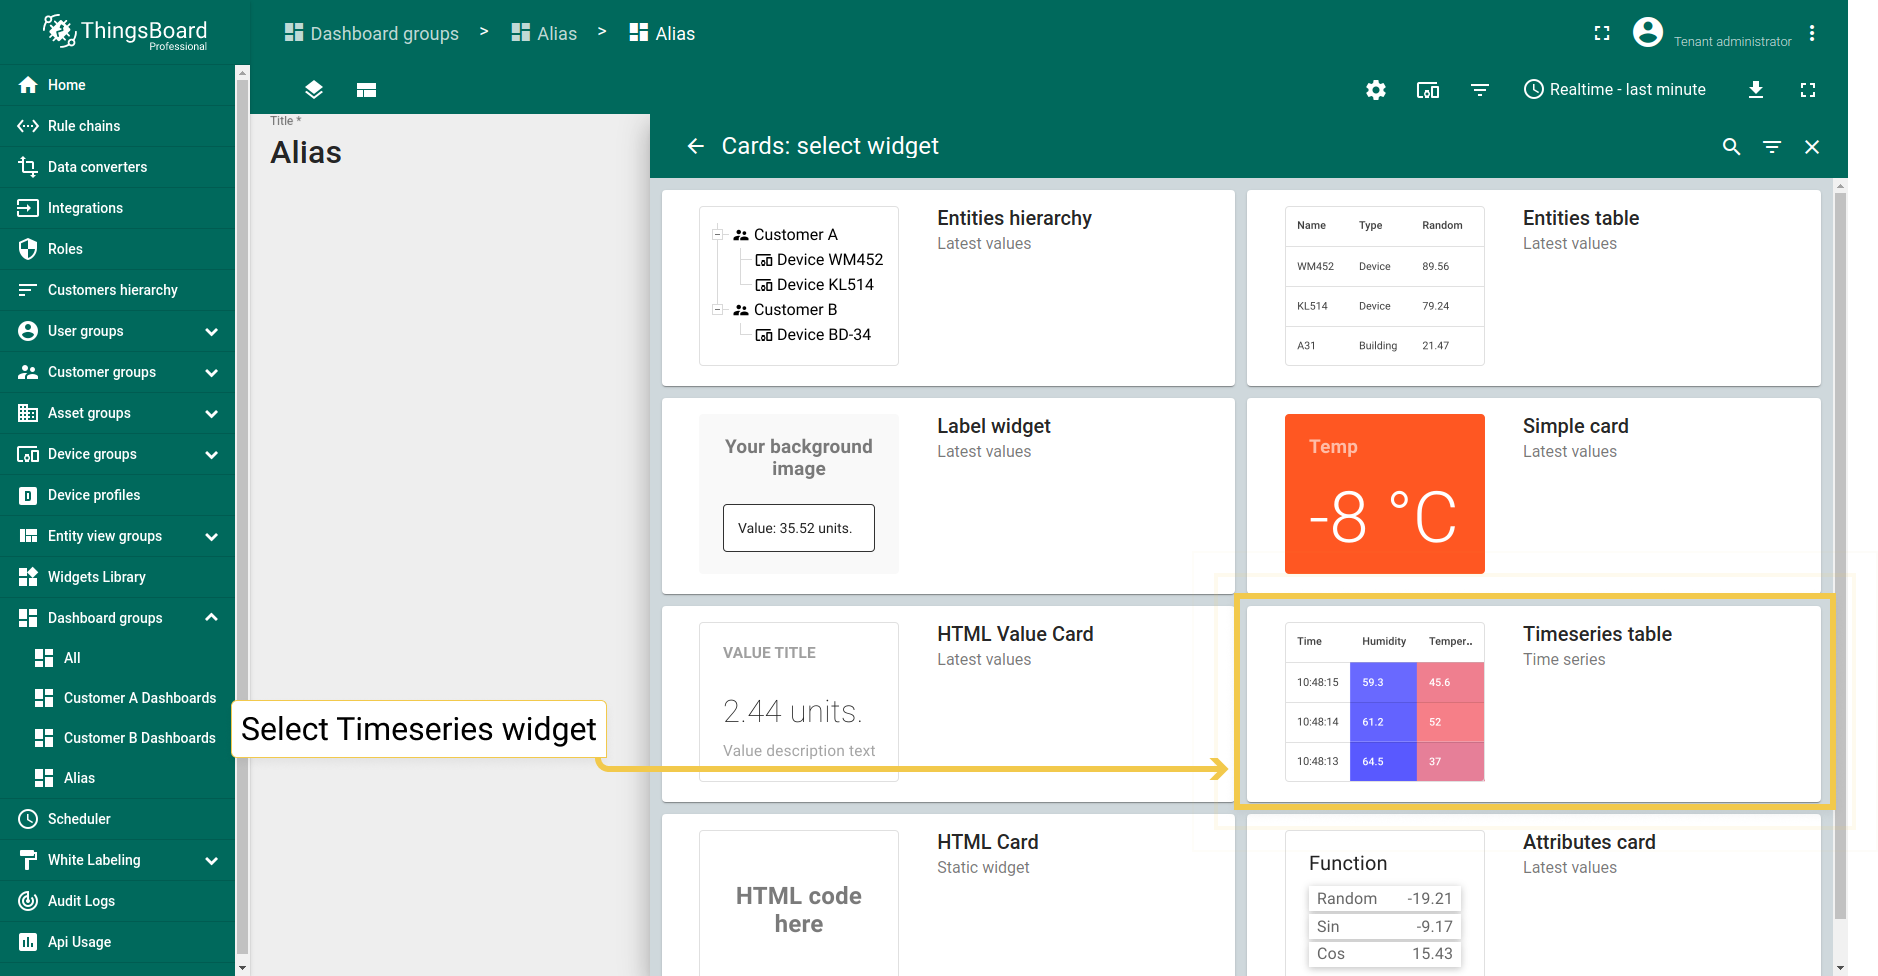 ThingsBoard
Professional
Dashboard groups > Alias > Alias
Tenant administrator
Realtime - last minute
Home
Rule chains
Data converters
Integrations
Roles
Customers hierarchy
User groups
Customer groups
Asset groups
Device groups
Device profiles
Entity view groups
Widgets Library
Dashboard groups
All
Customer A Dashboards
Customer B Dashboards
Alias
Scheduler
White Labeling
Audit Logs
Api Usage
Title *
Alias
Select Timeseries widget
Cards: select widget
Customer A
Device WM452
Device KL514
Customer B
Device BD-34
Entities hierarchy
Latest values
Name Type Random
WM452 Device 89.56
KL514 Device 79.24
A31 Building 21.47
Entities table
Latest values
Your background
image
Value: 35.52 units.
Label widget
Latest values
Temp
-8 °C
Simple card
Latest values
VALUE TITLE
2.44 units.
Value description text
HTML Value Card
Latest values
Time Humidity Temper..
10:48:15 59.3 45.6
10:48:14 61.2 52
10:48:13 64.5 37
Timeseries table
Time series
HTML code
here
HTML Card
Static widget
Function
Random -19.21
Sin -9.17
Cos 15.43
Attributes card
Latest values